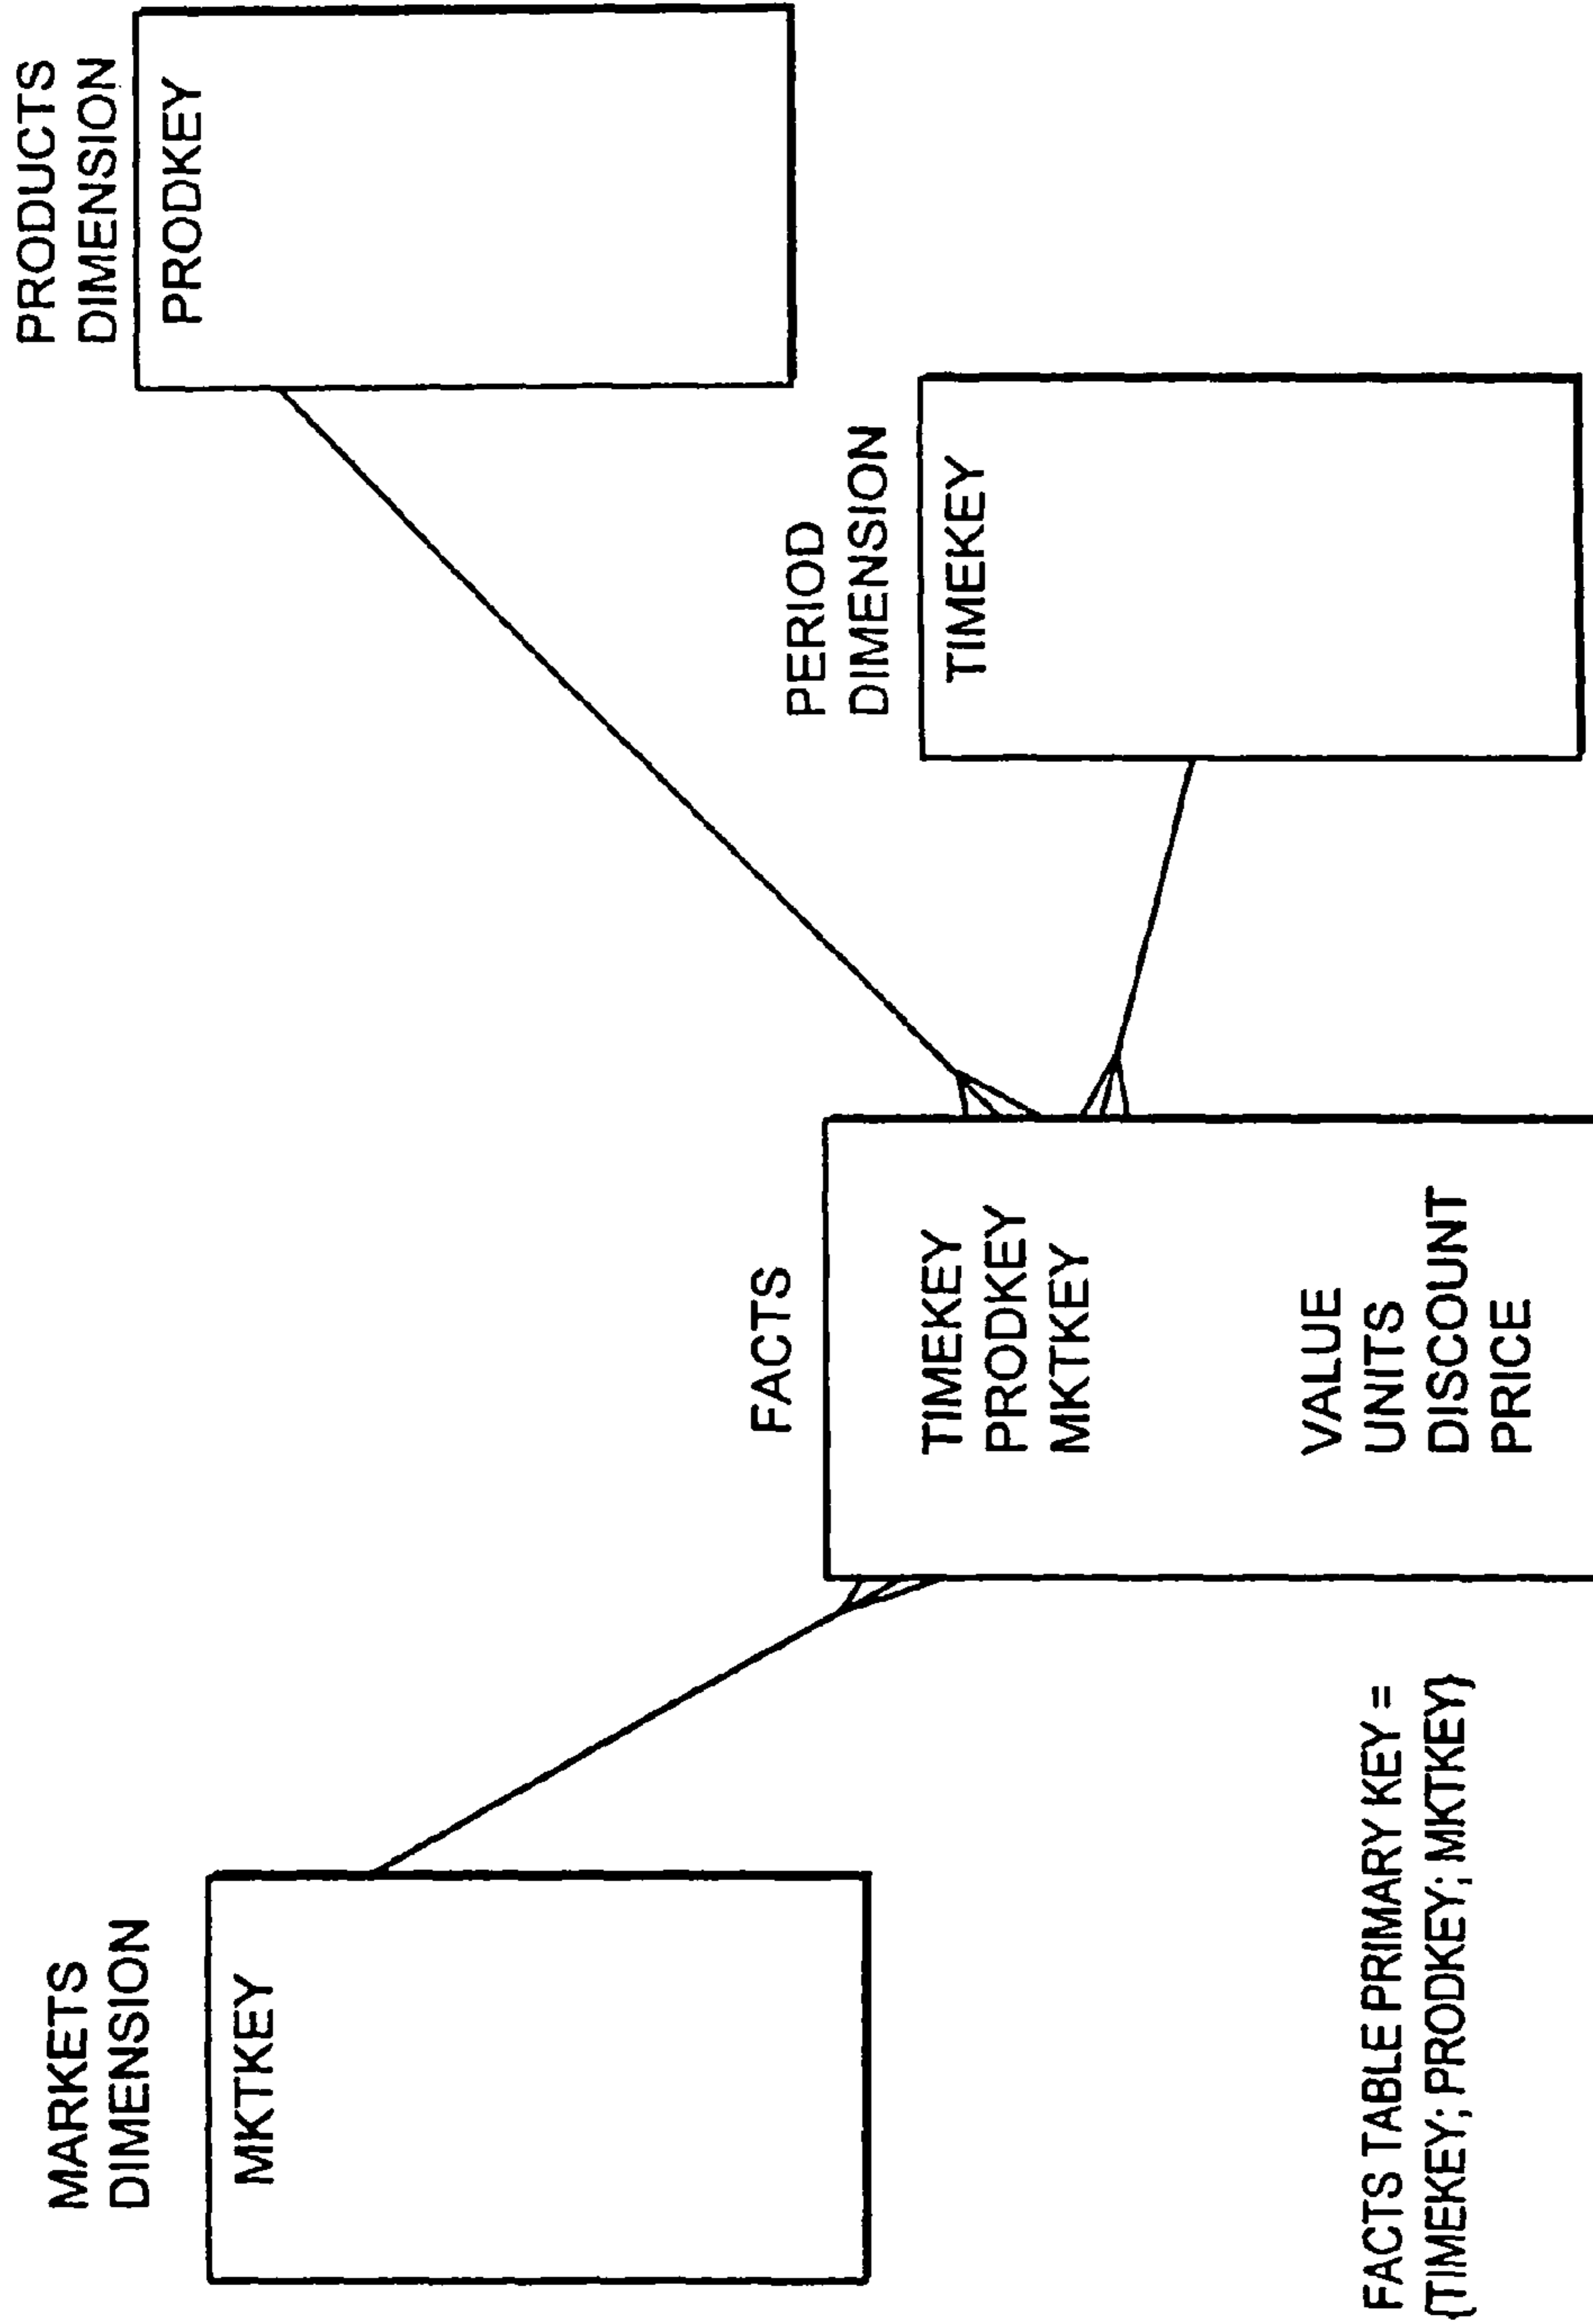 MARKETS
DIMENSION
MKTKEY
FACTS TABLE PRIMARY KEY =
(TIMEKEY; PRODKEY; MKTKEY)
FACTS
TIMEKEY
PRODKEY
MKTKEY
VALUE
UNITS
DISCOUNT
PRICE
PERIOD
DIMENSION
TIMEKEY
PRODUCTS
DIMENSION
PRODKEY